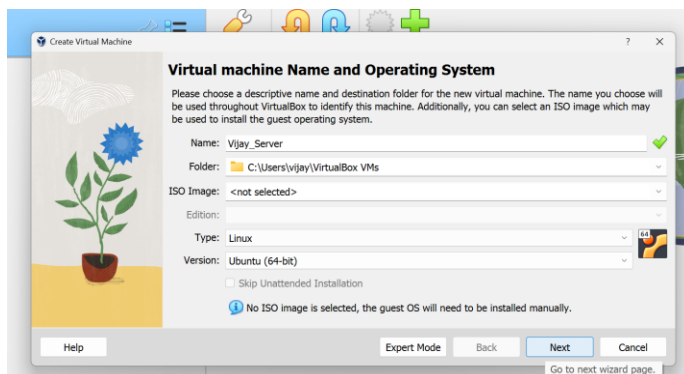 Create Virtual Machine
? ×
Virtual machine Name and Operating System
Please choose a descriptive name and destination folder for the new virtual machine. The name you choose will
be used throughout VirtualBox to identify this machine. Additionally, you can select an ISO image which may
be used to install the guest operating system.
Name: Vijay_Server
Folder: C:\Users\vijay\VirtualBox VMs
ISO Image: <not selected>
Edition:
Type: Linux
64
Version: Ubuntu (64-bit)
Skip Unattended Installation
No ISO image is selected, the guest OS will need to be installed manually.
Help Expert Mode Back Next Cancel
Go to next wizard page.